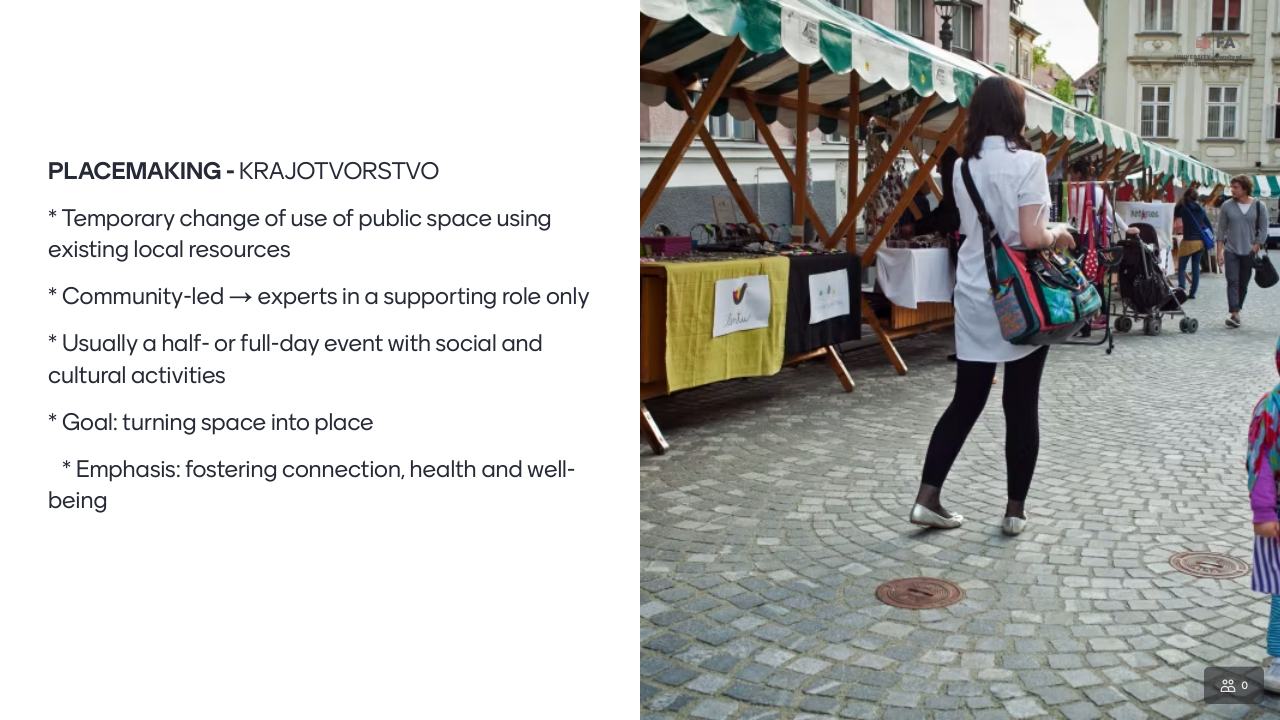 PLACEMAKING - KRAJOTVORSTVO
* Temporary change of use of public space using
existing local resources
* Community-led → experts in a supporting role only
* Usually a half- or full-day event with social and
cultural activities
* Goal: turning space into place
* Emphasis: fostering connection, health and well-
being
FA
UNIVERSITY
0